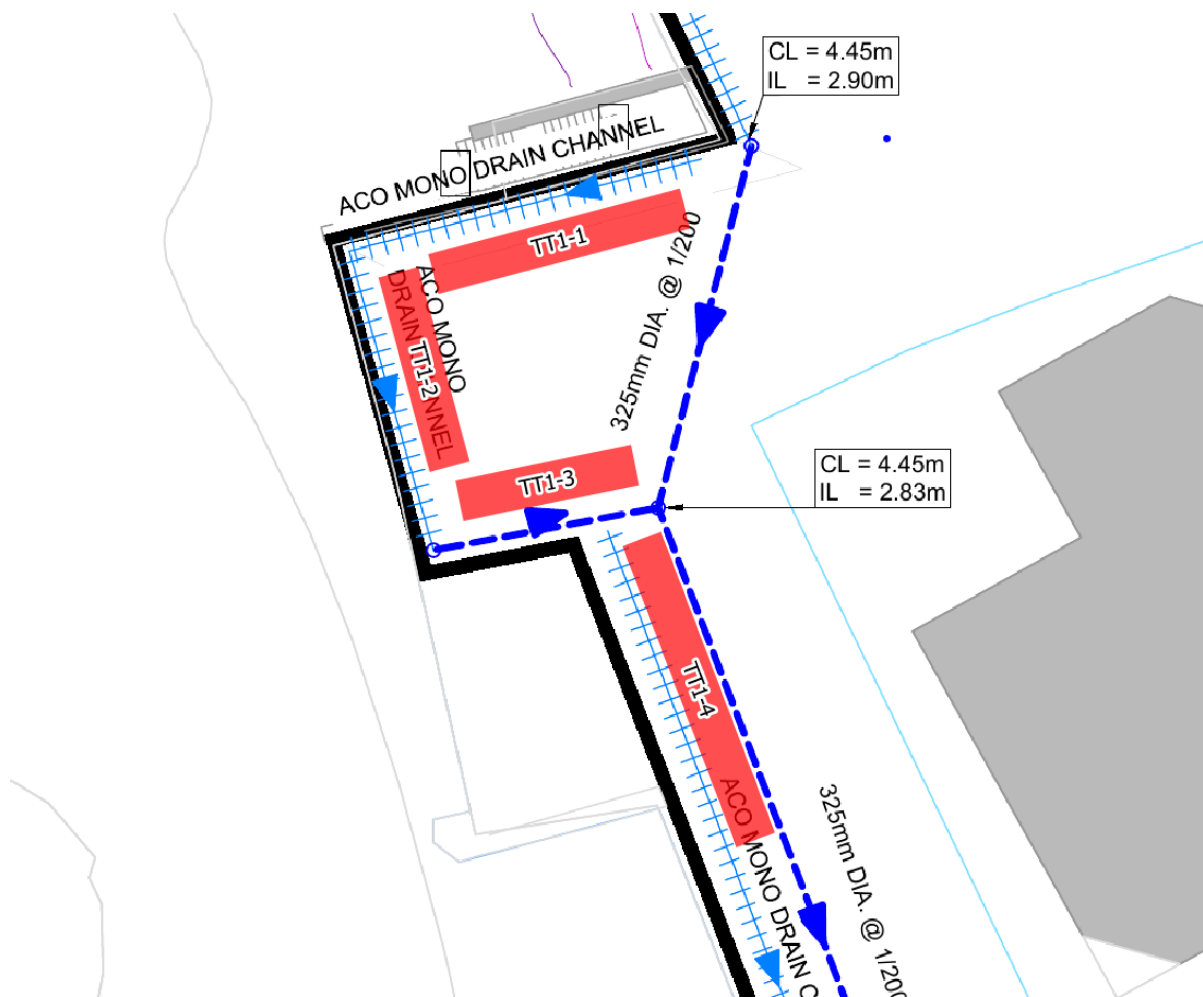 CL = 4.45m
IL = 2.90m
ACO MONO DRAIN CHANNEL
TT1-1
325mm DIA. @ 1/200
ACO MONO
DRAIN CHANNEL
TT1-2
TT1-3
CL = 4.45m
IL = 2.83m
TT1-4
ACO MONO DRAIN C
325mm DIA. @ 1/200